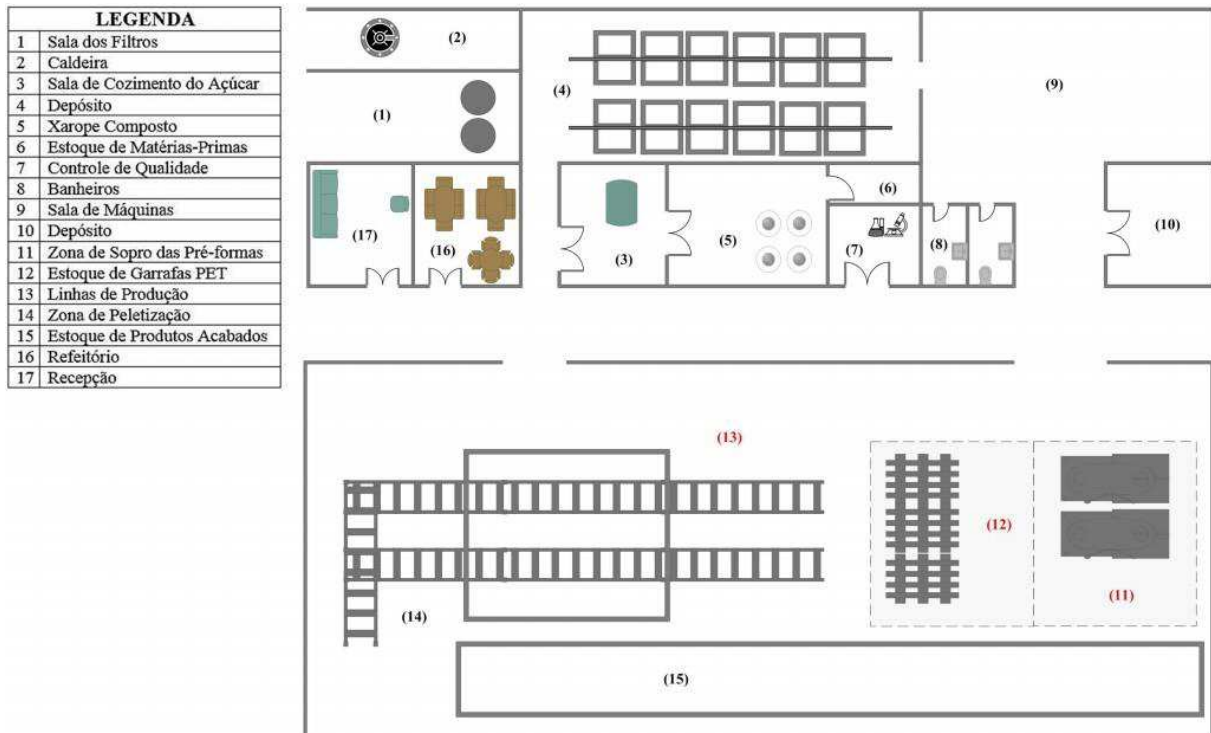 LEGENDA
1 Sala dos Filtros
2 Caldeira
3 Sala de Cozimento do Açúcar
4 Depósito
5 Xarope Composto
6 Estoque de Matérias-Primas
7 Controle de Qualidade
8 Banheiros
9 Sala de Máquinas
10 Depósito
11 Zona de Sopro das Pré-formas
12 Estoque de Garrafas PET
13 Linhas de Produção
14 Zona de Peletização
15 Estoque de Produtos Acabados
16 Refeitório
17 Recepção
(2)
(4)
(9)
(1)
(6)
(10)
(17)
(16)
(3)
(5)
(7)
(8)
(13)
(12)
(11)
(14)
(15)